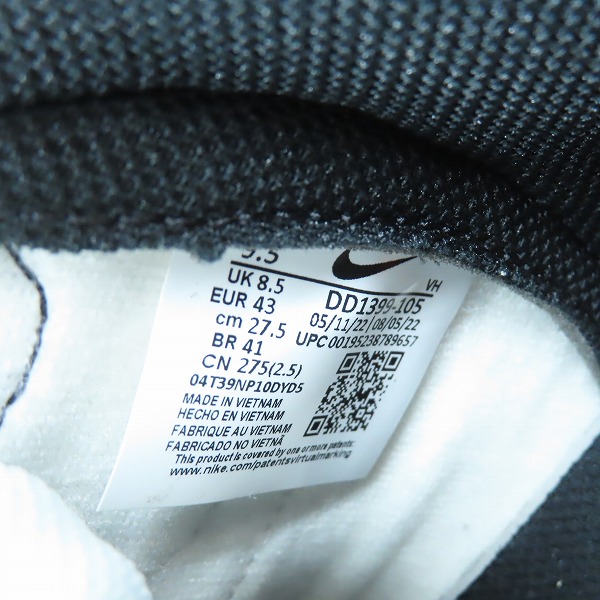 9.5
UK 8.5
EUR 43
cm 27.5
BR 41
CN 275(2.5)
04T39NP10DYD5
VH
DD1399-105
05/11/22 | 08/05/22
UPC 00195238789657
MADE IN VIETNAM
HECHO EN VIETNAM
FABRIQUE AU VIETNAM
FABRICADO NO VIETNÃ
This product is covered by one or more patents:
www.nike.com/patentsvirtualmarking